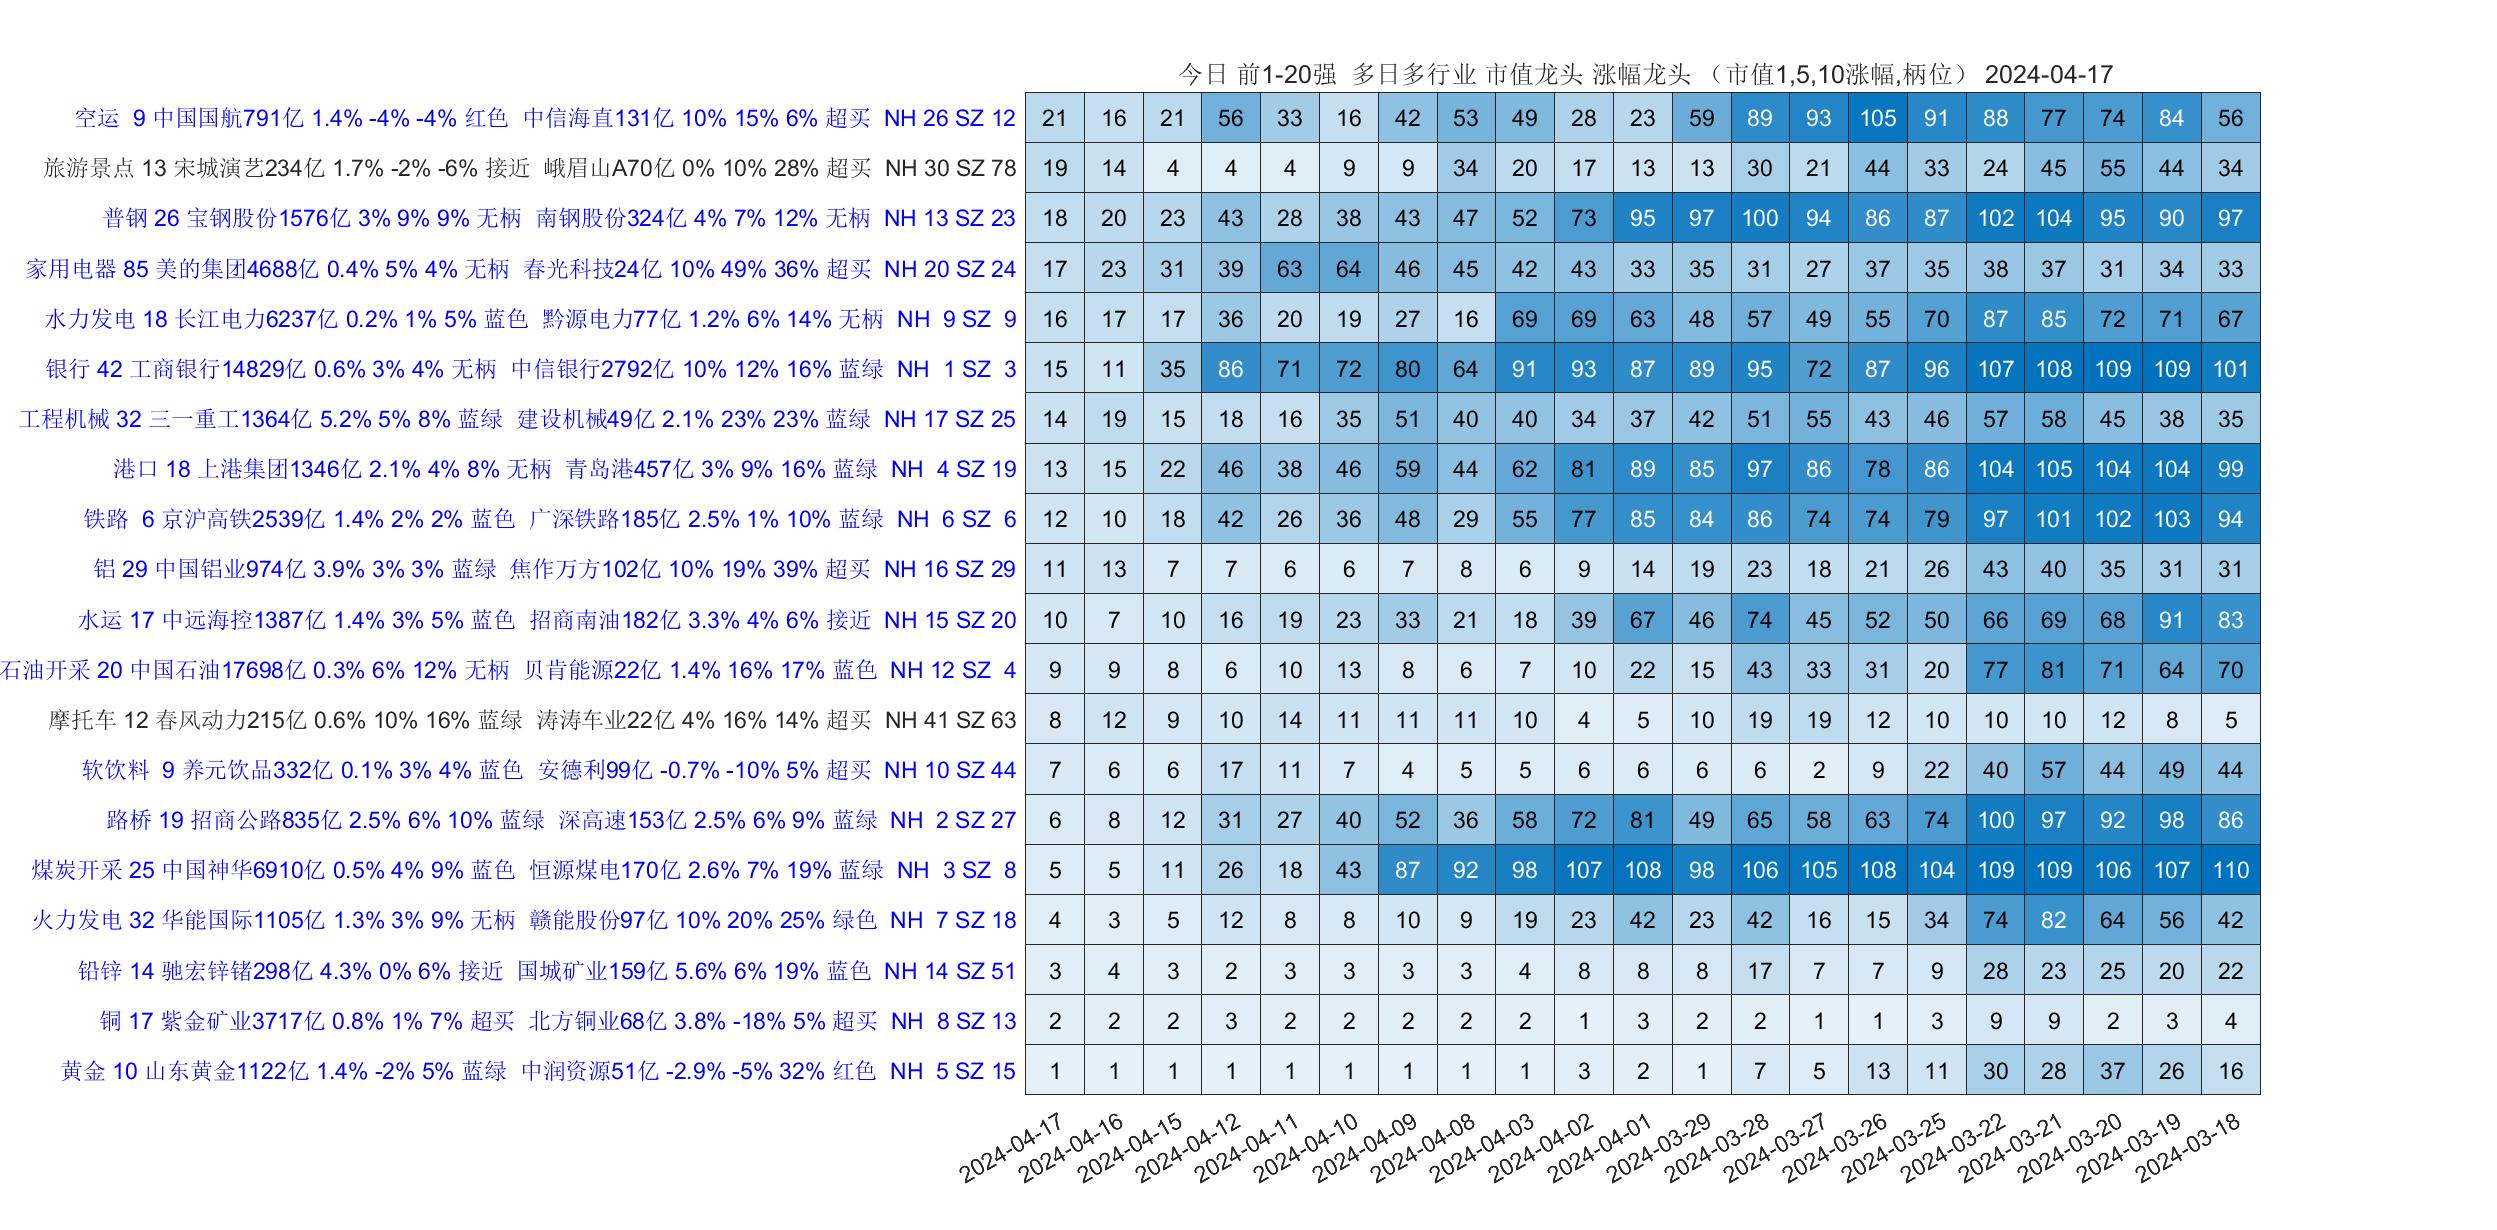 今日 前1-20强 多日多行业 市值龙头 涨幅龙头 （市值1,5,10涨幅,柄位） 2024-04-17
空运 9 中国国航791亿 1.4% -4% -4% 红色 中信海直131亿 10% 15% 6% 超买 NH 26 SZ 12 21 16 21 56 33 16 42 53 49 28 23 59 89 93 105 91 88 77 74 84 56
旅游景点 13 宋城演艺234亿 1.7% -2% -6% 接近 峨眉山A70亿 0% 10% 28% 超买 NH 30 SZ 78 19 14 4 4 4 9 9 34 20 17 13 13 30 21 44 33 24 45 55 44 34
普钢 26 宝钢股份1576亿 3% 9% 9% 无柄 南钢股份324亿 4% 7% 12% 无柄 NH 13 SZ 23 18 20 23 43 28 38 43 47 52 73 95 97 100 94 86 87 102 104 95 90 97
家用电器 85 美的集团4688亿 0.4% 5% 4% 无柄 春光科技24亿 10% 49% 36% 超买 NH 20 SZ 24 17 23 31 39 63 64 46 45 42 43 33 35 31 27 37 35 38 37 31 34 33
水力发电 18 长江电力6237亿 0.2% 1% 5% 蓝色 黔源电力77亿 1.2% 6% 14% 无柄 NH 9 SZ 9 16 17 17 36 20 19 27 16 69 69 63 48 57 49 55 70 87 85 72 71 67
银行 42 工商银行14829亿 0.6% 3% 4% 无柄 中信银行2792亿 10% 12% 16% 蓝绿 NH 1 SZ 3 15 11 35 86 71 72 80 64 91 93 87 89 95 72 87 96 107 108 109 109 101
工程机械 32 三一重工1364亿 5.2% 5% 8% 蓝绿 建设机械49亿 2.1% 23% 23% 蓝绿 NH 17 SZ 25 14 19 15 18 16 35 51 40 40 34 37 42 51 55 43 46 57 58 45 38 35
港口 18 上港集团1346亿 2.1% 4% 8% 无柄 青岛港457亿 3% 9% 16% 蓝绿 NH 4 SZ 19 13 15 22 46 38 46 59 44 62 81 89 85 97 86 78 86 104 105 104 104 99
铁路 6 京沪高铁2539亿 1.4% 2% 2% 蓝色 广深铁路185亿 2.5% 1% 10% 蓝绿 NH 6 SZ 6 12 10 18 42 26 36 48 29 55 77 85 84 86 74 74 79 97 101 102 103 94
铝 29 中国铝业974亿 3.9% 3% 3% 蓝绿 焦作万方102亿 10% 19% 39% 超买 NH 16 SZ 29 11 13 7 7 6 6 7 8 6 9 14 19 23 18 21 26 43 40 35 31 31
水运 17 中远海控1387亿 1.4% 3% 5% 蓝色 招商南油182亿 3.3% 4% 6% 接近 NH 15 SZ 20 10 7 10 16 19 23 33 21 18 39 67 46 74 45 52 50 66 69 68 91 83
石油开采 20 中国石油17698亿 0.3% 6% 12% 无柄 贝肯能源22亿 1.4% 16% 17% 蓝色 NH 12 SZ 4 9 9 8 6 10 13 8 6 7 10 22 15 43 33 31 20 77 81 71 64 70
摩托车 12 春风动力215亿 0.6% 10% 16% 蓝绿 涛涛车业22亿 4% 16% 14% 超买 NH 41 SZ 63 8 12 9 10 14 11 11 11 10 4 5 10 19 19 12 10 10 10 12 8 5
软饮料 9 养元饮品332亿 0.1% 3% 4% 蓝色 安德利99亿 -0.7% -10% 5% 超买 NH 10 SZ 44 7 6 6 17 11 7 4 5 5 6 6 6 6 2 9 22 40 57 44 49 44
路桥 19 招商公路835亿 2.5% 6% 10% 蓝绿 深高速153亿 2.5% 6% 9% 蓝绿 NH 2 SZ 27 6 8 12 31 27 40 52 36 58 72 81 49 65 58 63 74 100 97 92 98 86
煤炭开采 25 中国神华6910亿 0.5% 4% 9% 蓝色 恒源煤电170亿 2.6% 7% 19% 蓝绿 NH 3 SZ 8 5 5 11 26 18 43 87 92 98 107 108 98 106 105 108 104 109 109 106 107 110
火力发电 32 华能国际1105亿 1.3% 3% 9% 无柄 赣能股份97亿 10% 20% 25% 绿色 NH 7 SZ 18 4 3 5 12 8 8 10 9 19 23 42 23 42 16 15 34 74 82 64 56 42
铅锌 14 驰宏锌锗298亿 4.3% 0% 6% 接近 国城矿业159亿 5.6% 6% 19% 蓝色 NH 14 SZ 51 3 4 3 2 3 3 3 3 4 8 8 8 17 7 7 9 28 23 25 20 22
铜 17 紫金矿业3717亿 0.8% 1% 7% 超买 北方铜业68亿 3.8% -18% 5% 超买 NH 8 SZ 13 2 2 2 3 2 2 2 2 2 1 3 2 2 1 1 3 9 9 2 3 4
黄金 10 山东黄金1122亿 1.4% -2% 5% 蓝绿 中润资源51亿 -2.9% -5% 32% 红色 NH 5 SZ 15 1 1 1 1 1 1 1 1 1 3 2 1 7 5 13 11 30 28 37 26 16
2024-04-17 2024-04-16 2024-04-15 2024-04-12 2024-04-11 2024-04-10 2024-04-09 2024-04-08 2024-04-03 2024-04-02 2024-04-01 2024-03-29 2024-03-28 2024-03-27 2024-03-26 2024-03-25 2024-03-22 2024-03-21 2024-03-20 2024-03-19 2024-03-18